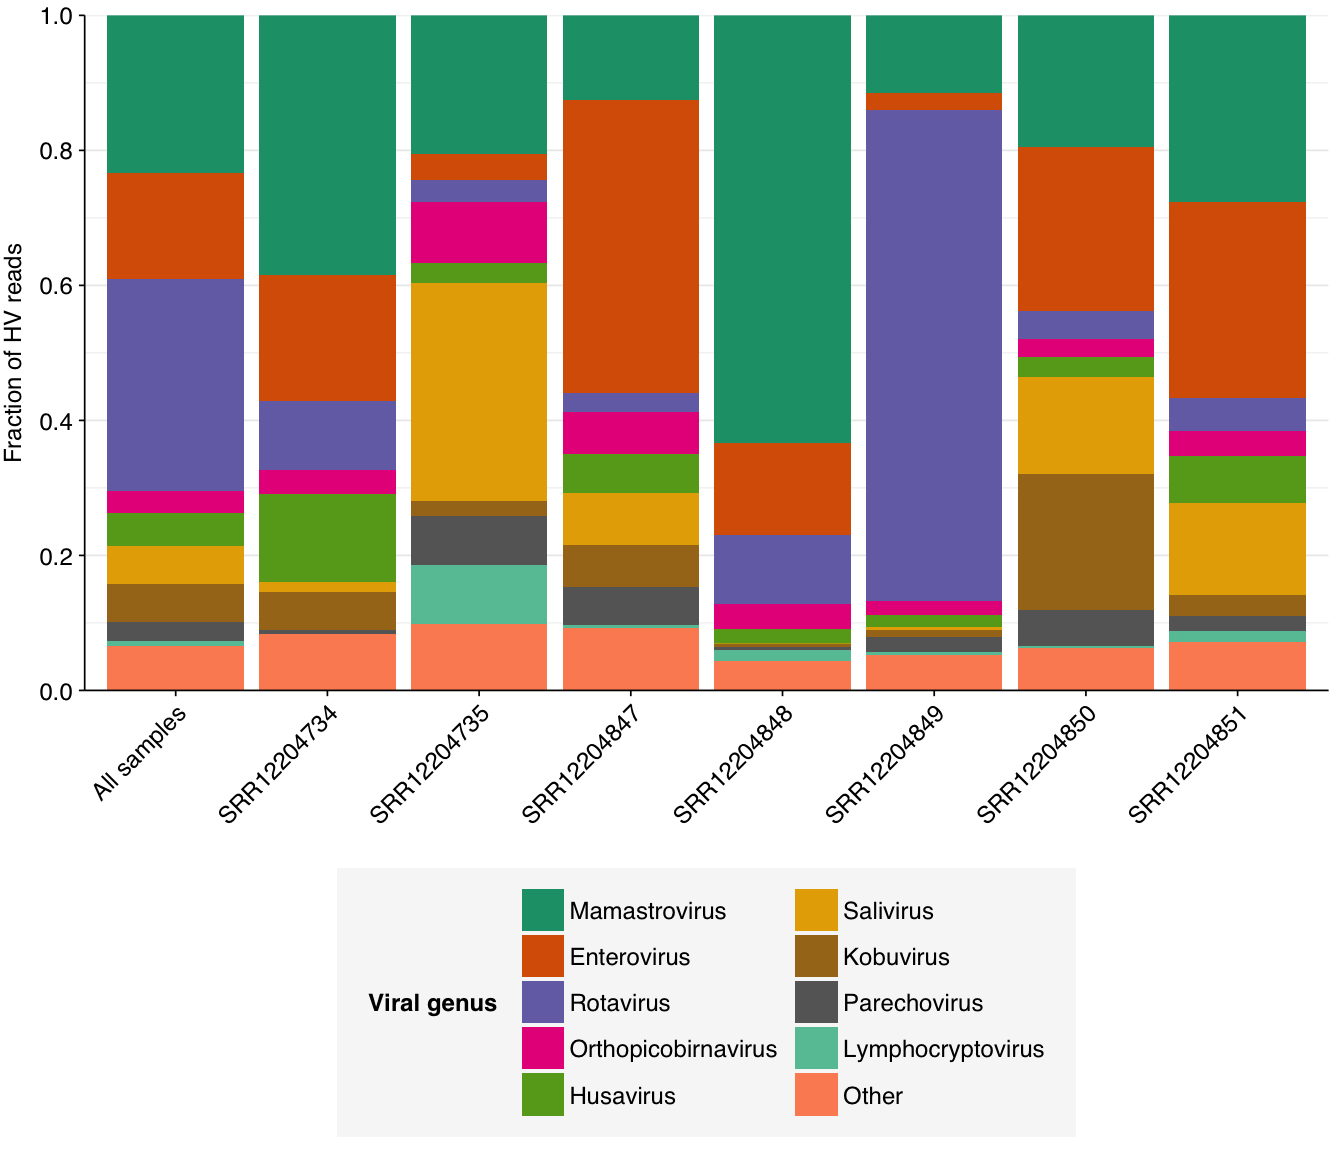 Fraction of HV reads
1.0
0.8
0.6
0.4
0.2
0.0
All samples
SRR12204734
SRR12204735
SRR12204847
SRR12204848
SRR12204849
SRR12204850
SRR12204851
Viral genus
Mamastrovirus
Enterovirus
Rotavirus
Orthopicobirnavirus
Husavirus
Salivirus
Kobuvirus
Parechovirus
Lymphocryptovirus
Other